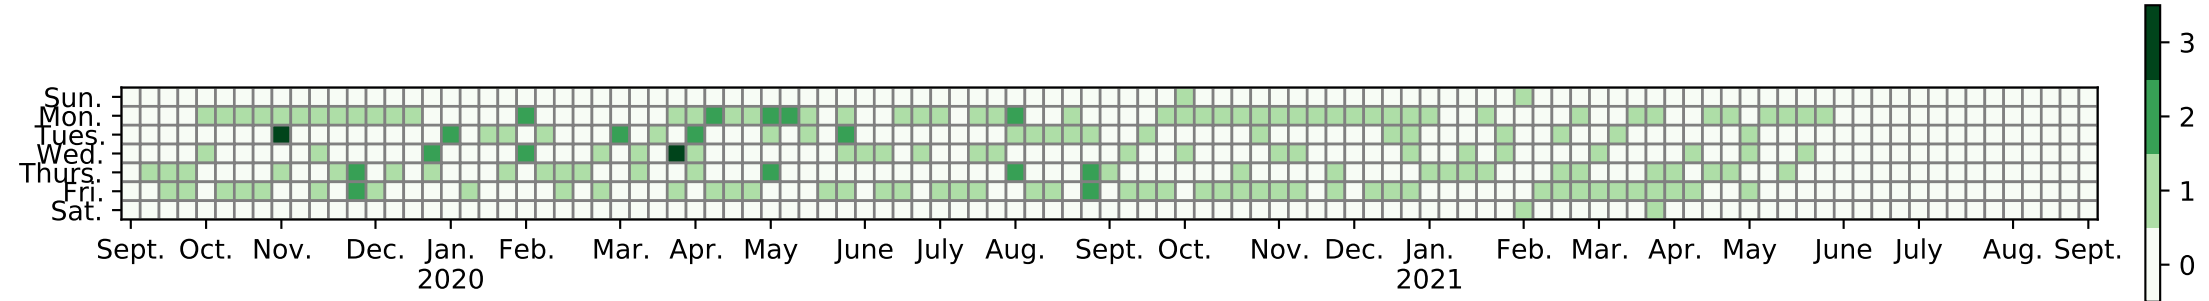 Sun.
Mon.
Tues.
Wed.
Thurs.
Fri.
Sat.
Sept. Oct. Nov. Dec. Jan. Feb. Mar. Apr. May June July Aug. Sept. Oct. Nov. Dec. Jan. Feb. Mar. Apr. May June July Aug. Sept.
2020 2021
3
2
1
0